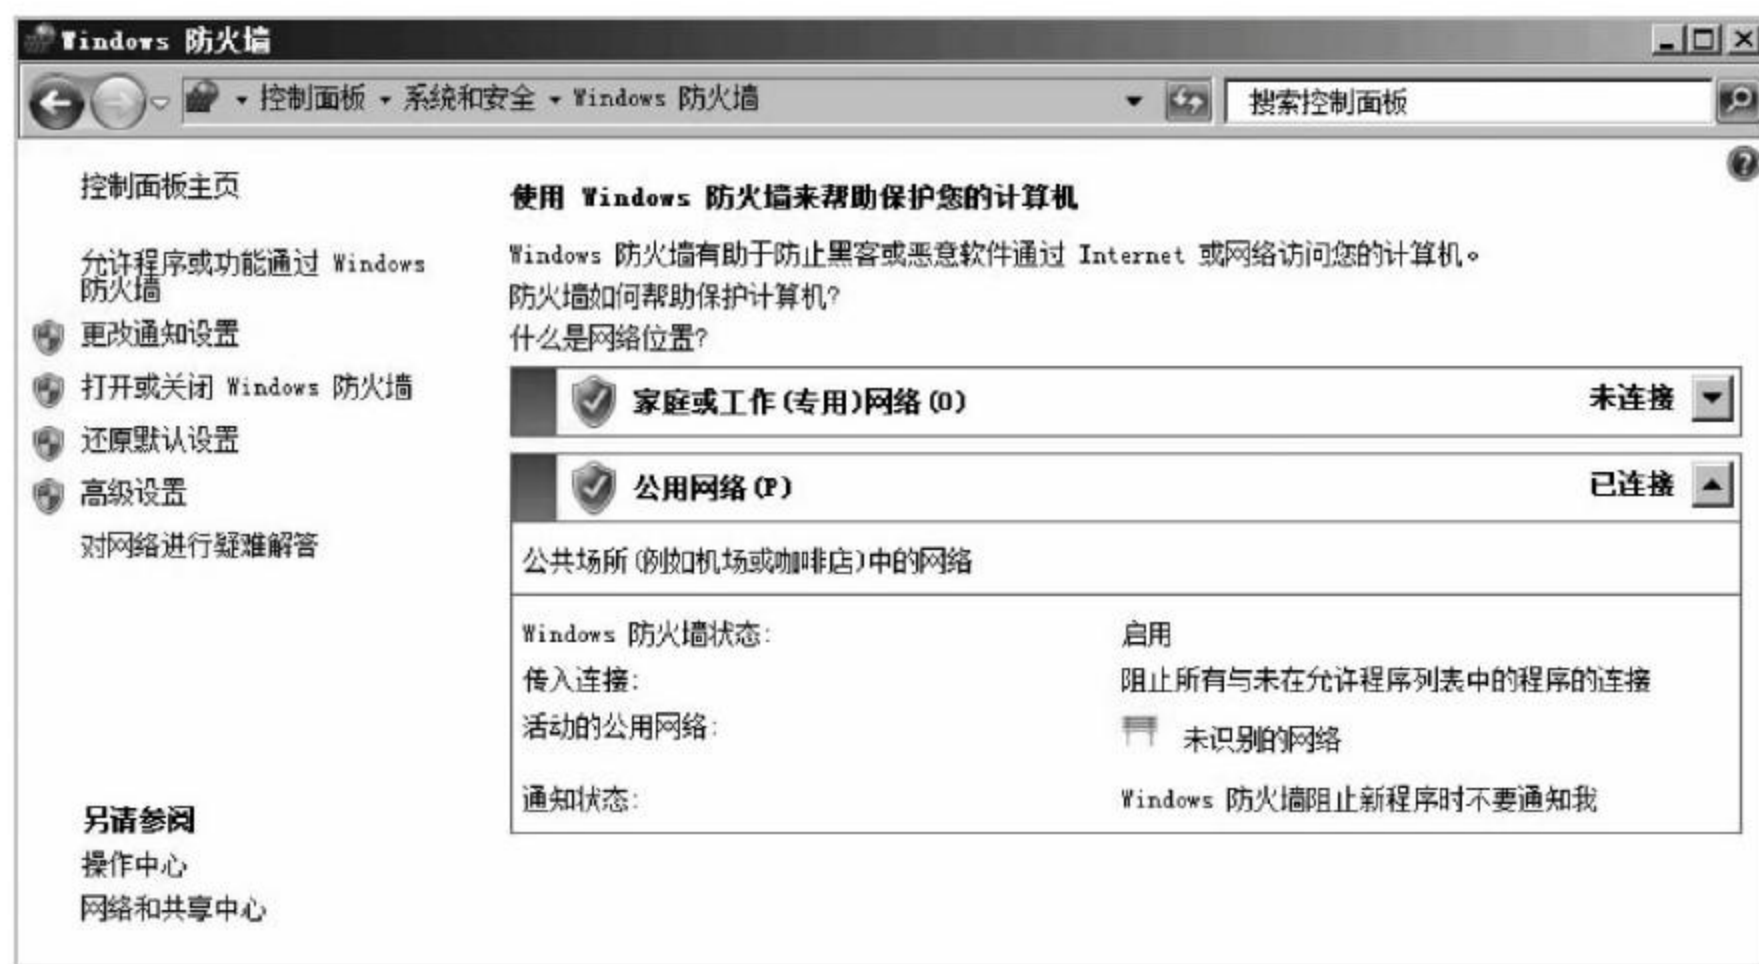 Windows 防火墙
控制面板 系统和安全 Windows 防火墙
搜索控制面板
控制面板主页
允许程序或功能通过 Windows
防火墙
更改通知设置
打开或关闭 Windows 防火墙
还原默认设置
高级设置
对网络进行疑难解答
另请参阅
操作中心
网络和共享中心
使用 Windows 防火墙来帮助保护您的计算机
Windows 防火墙有助于防止黑客或恶意软件通过 Internet 或网络访问您的计算机。
防火墙如何帮助保护计算机?
什么是网络位置?
家庭或工作(专用)网络(O) 未连接
公用网络(P) 已连接
公共场所(例如机场或咖啡店)中的网络
Windows 防火墙状态: 启用
传入连接: 阻止所有与未在允许程序列表中的程序的连接
活动的公用网络: 未识别的网络
通知状态: Windows 防火墙阻止新程序时不要通知我